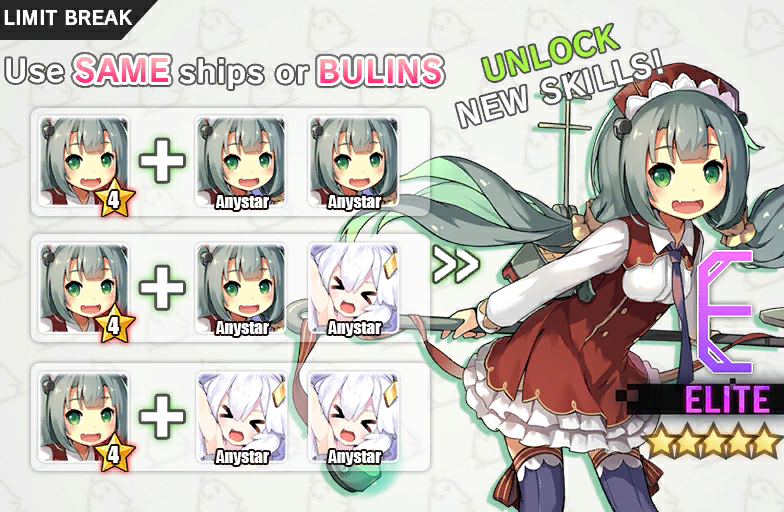 LIMIT BREAK
Use SAME ships or BULINS
UNLOCK
NEW SKILLS!
4
Anystar
Anystar
4
Anystar
Anystar
4
Anystar
Anystar
E
ELITE